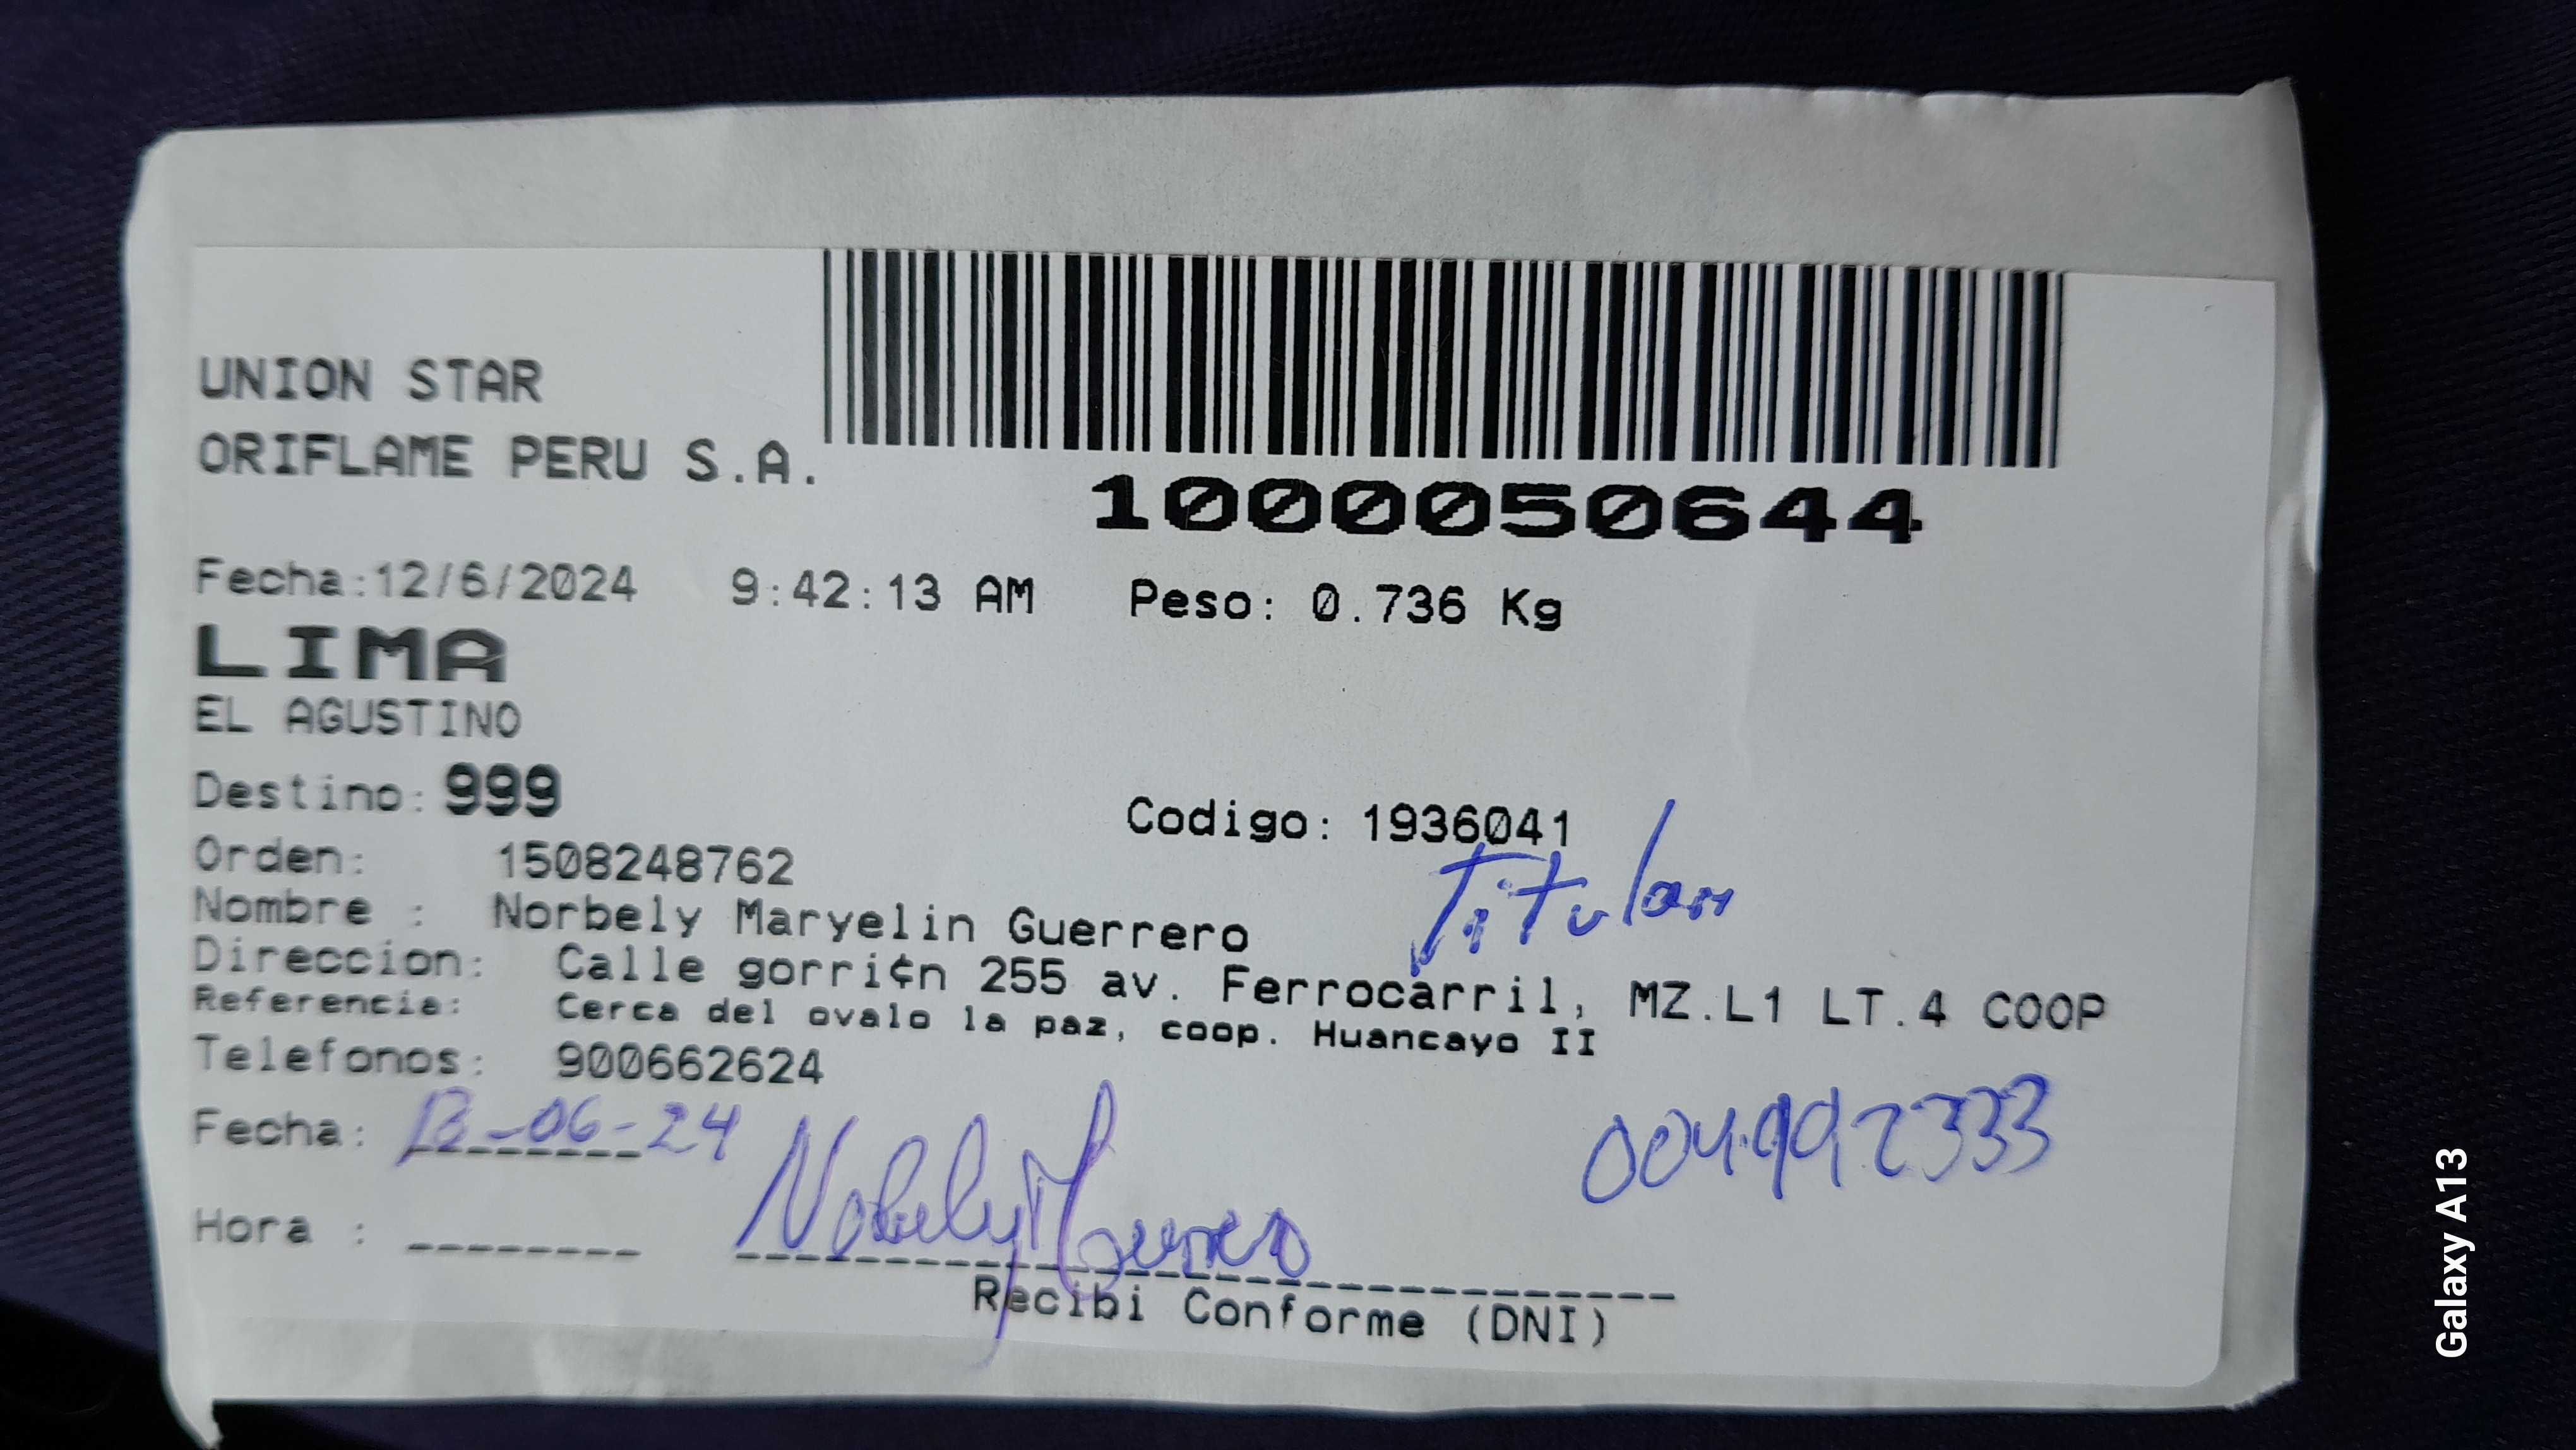 UNION STAR
ORIFLAME PERU S.A.
1000050644
Fecha:12/6/2024 9:42:13 AM Peso: 0.736 Kg
LIMA
EL AGUSTINO
Destino: 999
Codigo: 1936041
Titular
Orden: 1508248762
Nombre : Norbely Maryelin Guerrero
Direccion: Calle gorri¢n 255 av. Ferrocarril, MZ.L1 LT.4 COOP
Referencia: Cerca del ovalo la paz, coop. Huancayo II
Telefonos: 900662624
Fecha: 13-06-24
004992333
Hora :
Norbely M Guerrero
Recibi Conforme (DNI)
Galaxy A13